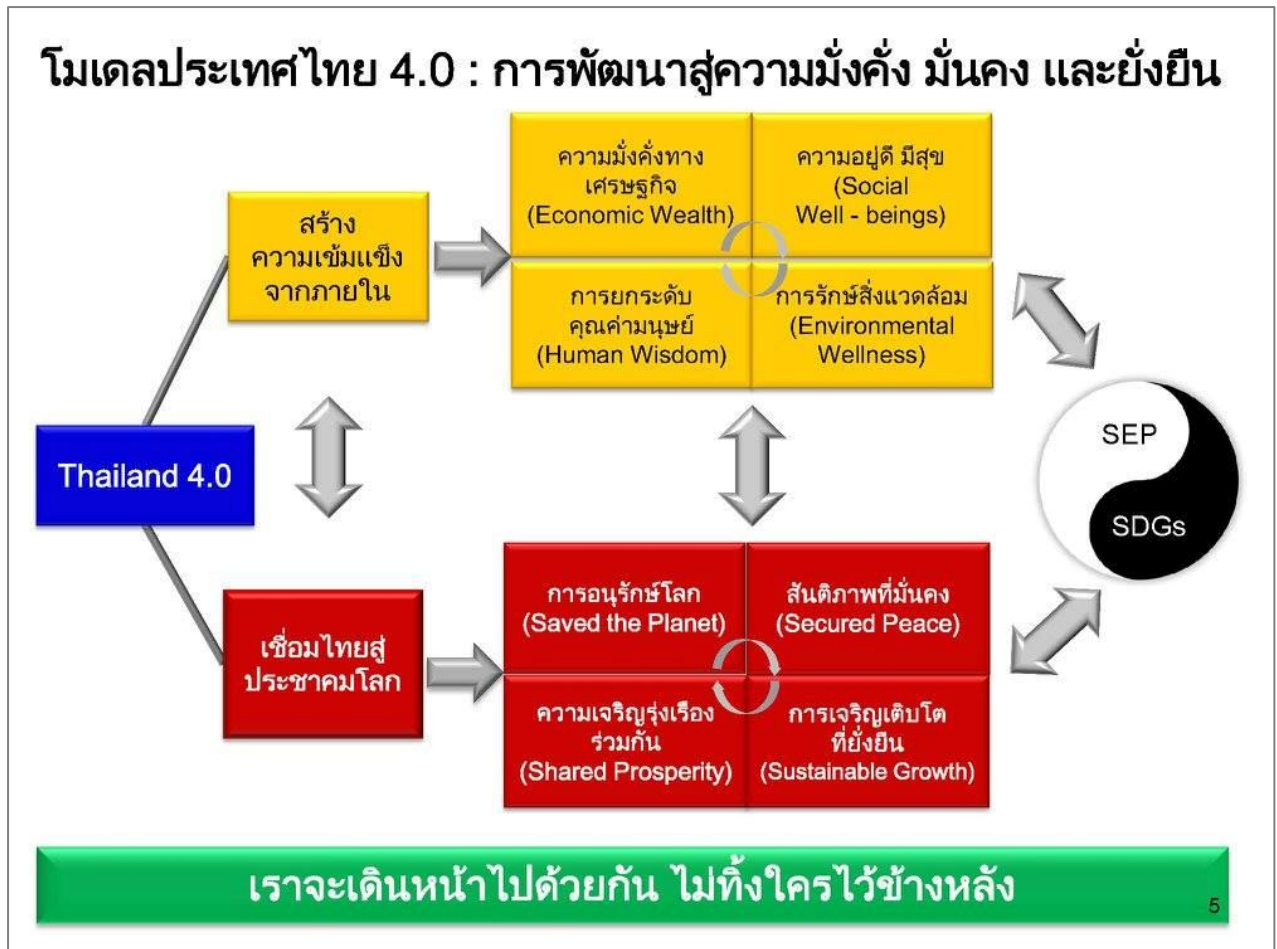 โมเดลประเทศไทย 4.0 : การพัฒนาสู่ความมั่งคั่ง มั่นคง และยั่งยืน
สร้าง
ความเข้มแข็ง
จากภายใน
ความมั่งคั่งทาง
เศรษฐกิจ
(Economic Wealth)
ความอยู่ดี มีสุข
(Social
Well - beings)
การยกระดับ
คุณค่ามนุษย์
(Human Wisdom)
การรักษ์สิ่งแวดล้อม
(Environmental
Wellness)
Thailand 4.0
SEP
SDGs
เชื่อมไทยสู่
ประชาคมโลก
การอนุรักษ์โลก
(Saved the Planet)
สันติภาพที่มั่นคง
(Secured Peace)
ความเจริญรุ่งเรือง
ร่วมกัน
(Shared Prosperity)
การเจริญเติบโต
ที่ยั่งยืน
(Sustainable Growth)
เราจะเดินหน้าไปด้วยกัน ไม่ทิ้งใครไว้ข้างหลัง
5